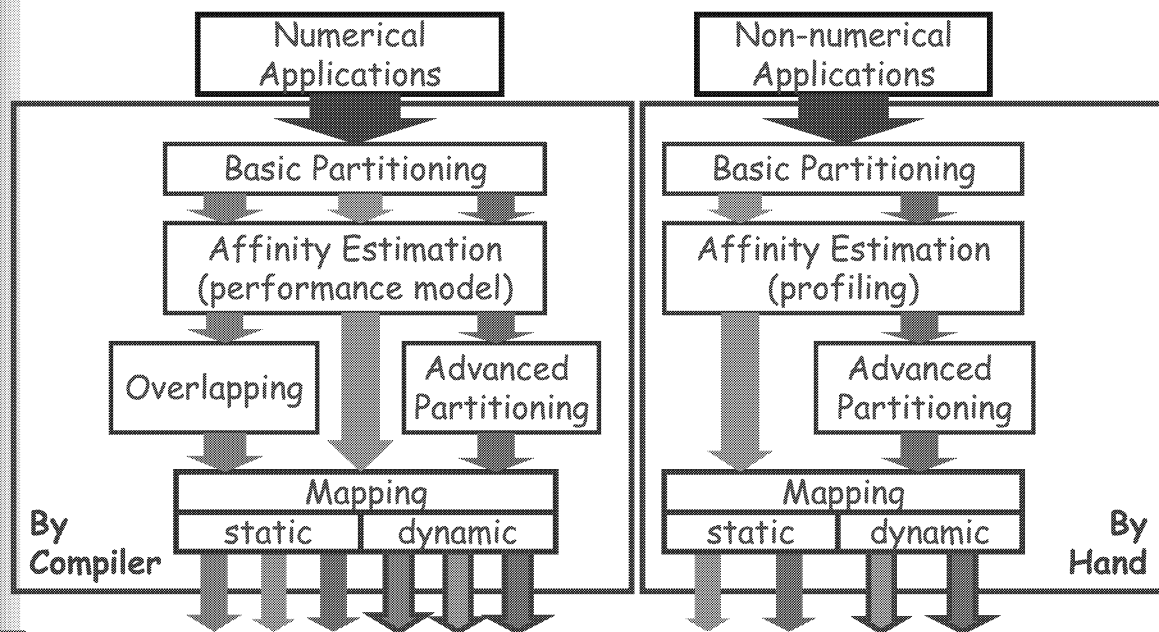 Numerical
Applications
Basic Partitioning
Affinity Estimation
(performance model)
Overlapping
Advanced
Partitioning
Mapping
static
dynamic
By
Compiler
Non-numerical
Applications
Basic Partitioning
Affinity Estimation
(profiling)
Advanced
Partitioning
Mapping
static
dynamic
By
Hand